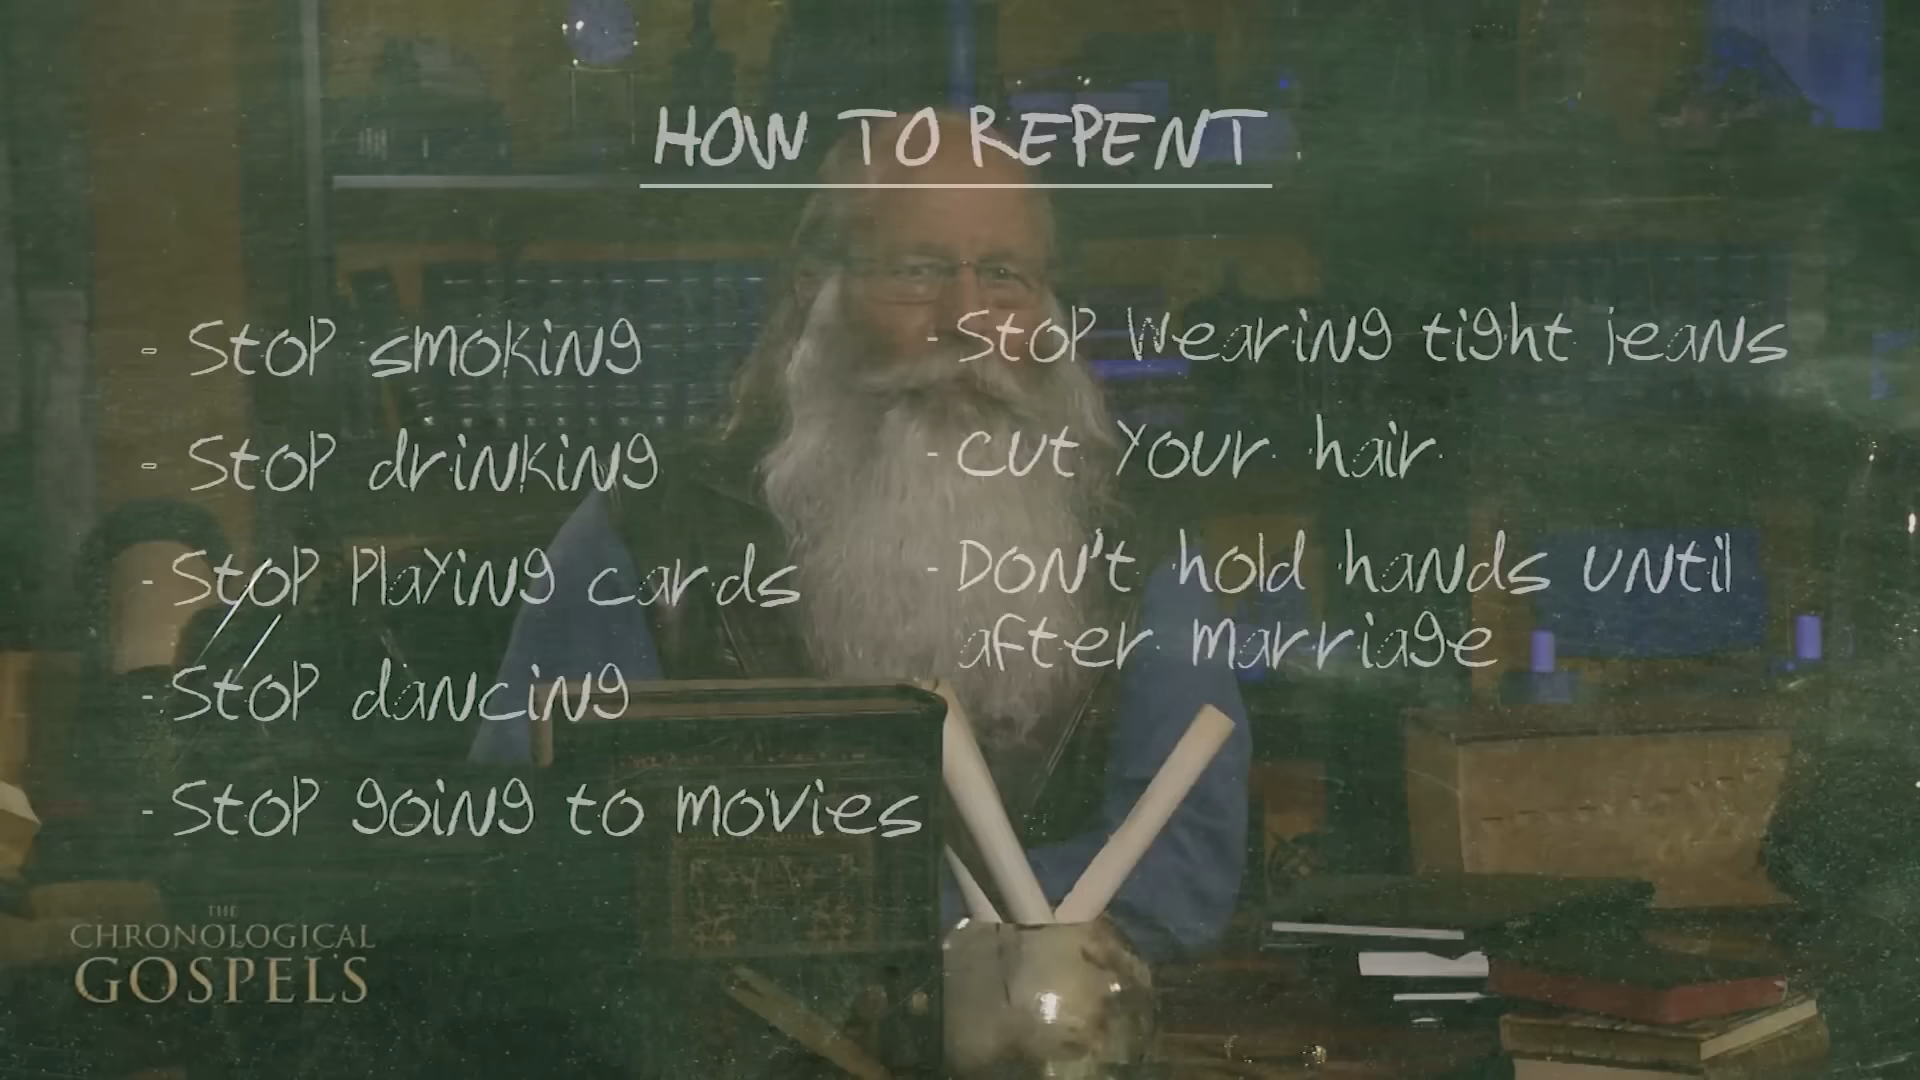 HOW TO REPENT
- Stop smoking
- Stop drinking
- Stop playing cards
- Stop dancing
- Stop going to movies
- Stop wearing tight jeans
- Cut your hair
- Don't hold hands until
after marriage
THE
CHRONOLOGICAL
GOSPELS